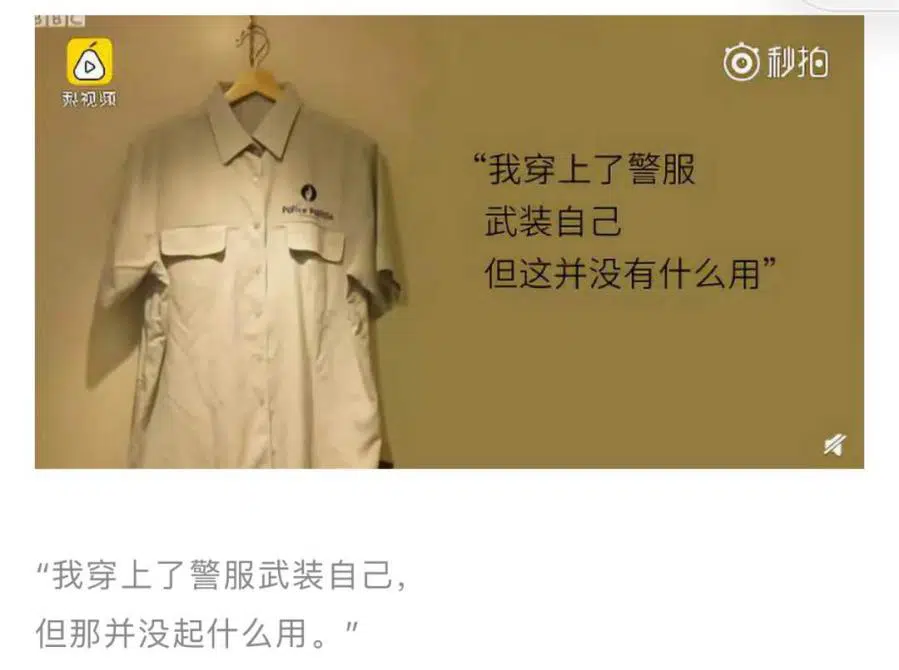 BBC
梨视频
秒拍
“我穿上了警服
武装自己
但这并没有什么用”
“我穿上了警服武装自己，
但那并没起什么用。”